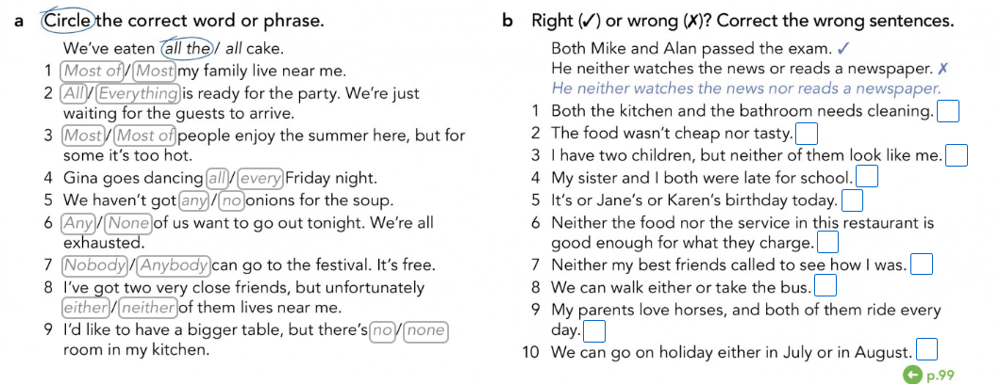 a Circle the correct word or phrase.
We've eaten all the / all cake.
1 Most of / Most my family live near me.
2 All / Everything is ready for the party. We're just
waiting for the guests to arrive.
3 Most / Most of people enjoy the summer here, but for
some it's too hot.
4 Gina goes dancing all / every Friday night.
5 We haven't got any / no onions for the soup.
6 Any / None of us want to go out tonight. We're all
exhausted.
7 Nobody / Anybody can go to the festival. It's free.
8 I've got two very close friends, but unfortunately
either / neither of them lives near me.
9 I'd like to have a bigger table, but there's no / none
room in my kitchen.
b Right (✓) or wrong (✗)? Correct the wrong sentences.
Both Mike and Alan passed the exam. ✓
He neither watches the news or reads a newspaper. ✗
He neither watches the news nor reads a newspaper.
1 Both the kitchen and the bathroom needs cleaning.
2 The food wasn't cheap nor tasty.
3 I have two children, but neither of them look like me.
4 My sister and I both were late for school.
5 It's or Jane's or Karen's birthday today.
6 Neither the food nor the service in this restaurant is
good enough for what they charge.
7 Neither my best friends called to see how I was.
8 We can walk either or take the bus.
9 My parents love horses, and both of them ride every
day.
10 We can go on holiday either in July or in August.
p.99